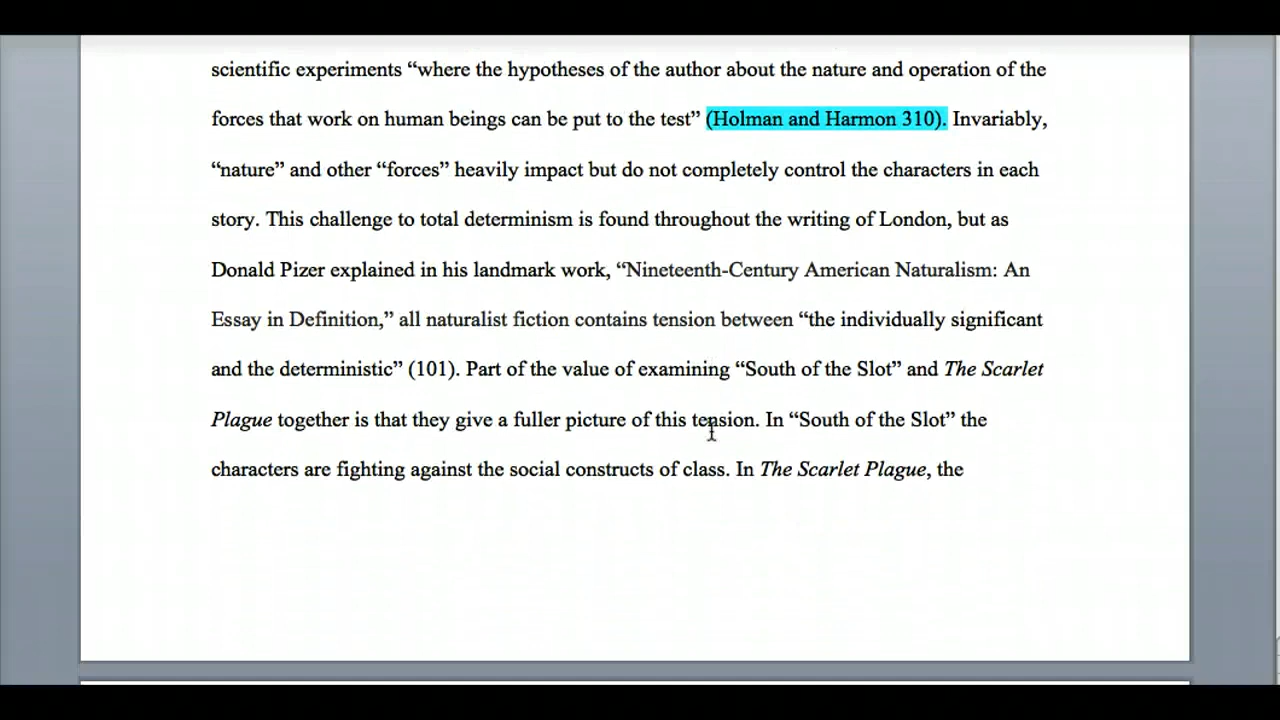 scientific experiments “where the hypotheses of the author about the nature and operation of the
forces that work on human beings can be put to the test” (Holman and Harmon 310). Invariably,
“nature” and other “forces” heavily impact but do not completely control the characters in each
story. This challenge to total determinism is found throughout the writing of London, but as
Donald Pizer explained in his landmark work, “Nineteenth-Century American Naturalism: An
Essay in Definition,” all naturalist fiction contains tension between “the individually significant
and the deterministic” (101). Part of the value of examining “South of the Slot” and The Scarlet
Plague together is that they give a fuller picture of this tension. In “South of the Slot” the
characters are fighting against the social constructs of class. In The Scarlet Plague, the